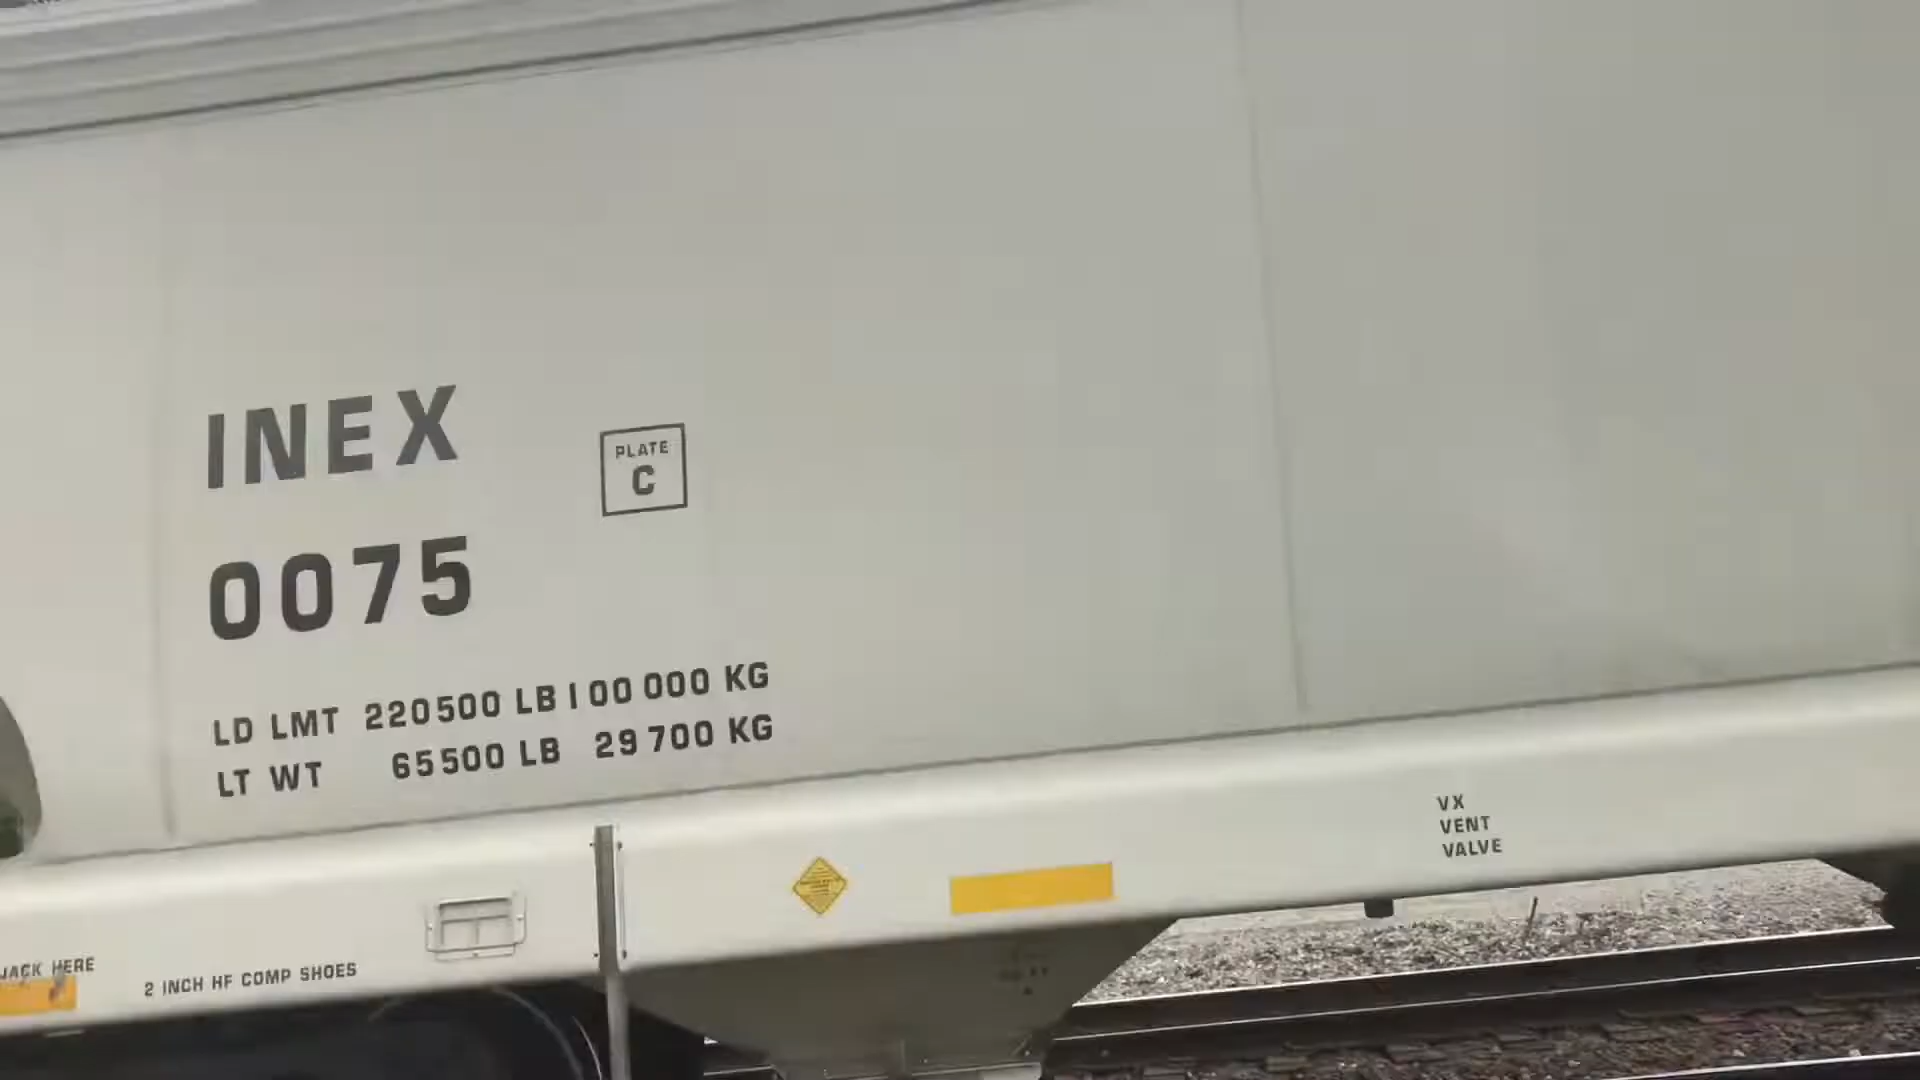 INEX
PLATE
C
0075
LD LMT 220500 LB 100 000 KG
LT WT 65500 LB 29 700 KG
VX
VENT
VALVE
JACK HERE
2 INCH HF COMP SHOES